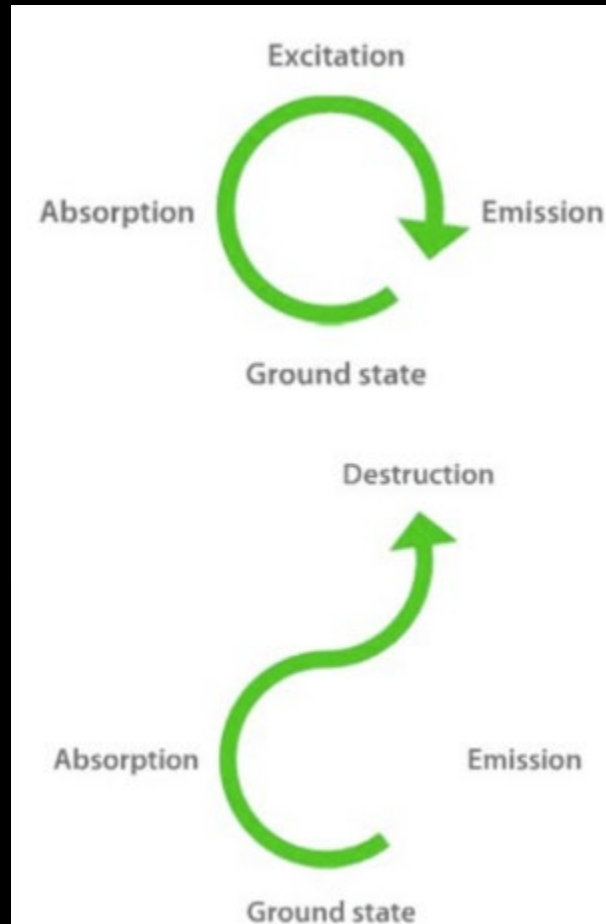 Excitation
Absorption
Emission
Ground state
Destruction
Absorption
Emission
Ground state